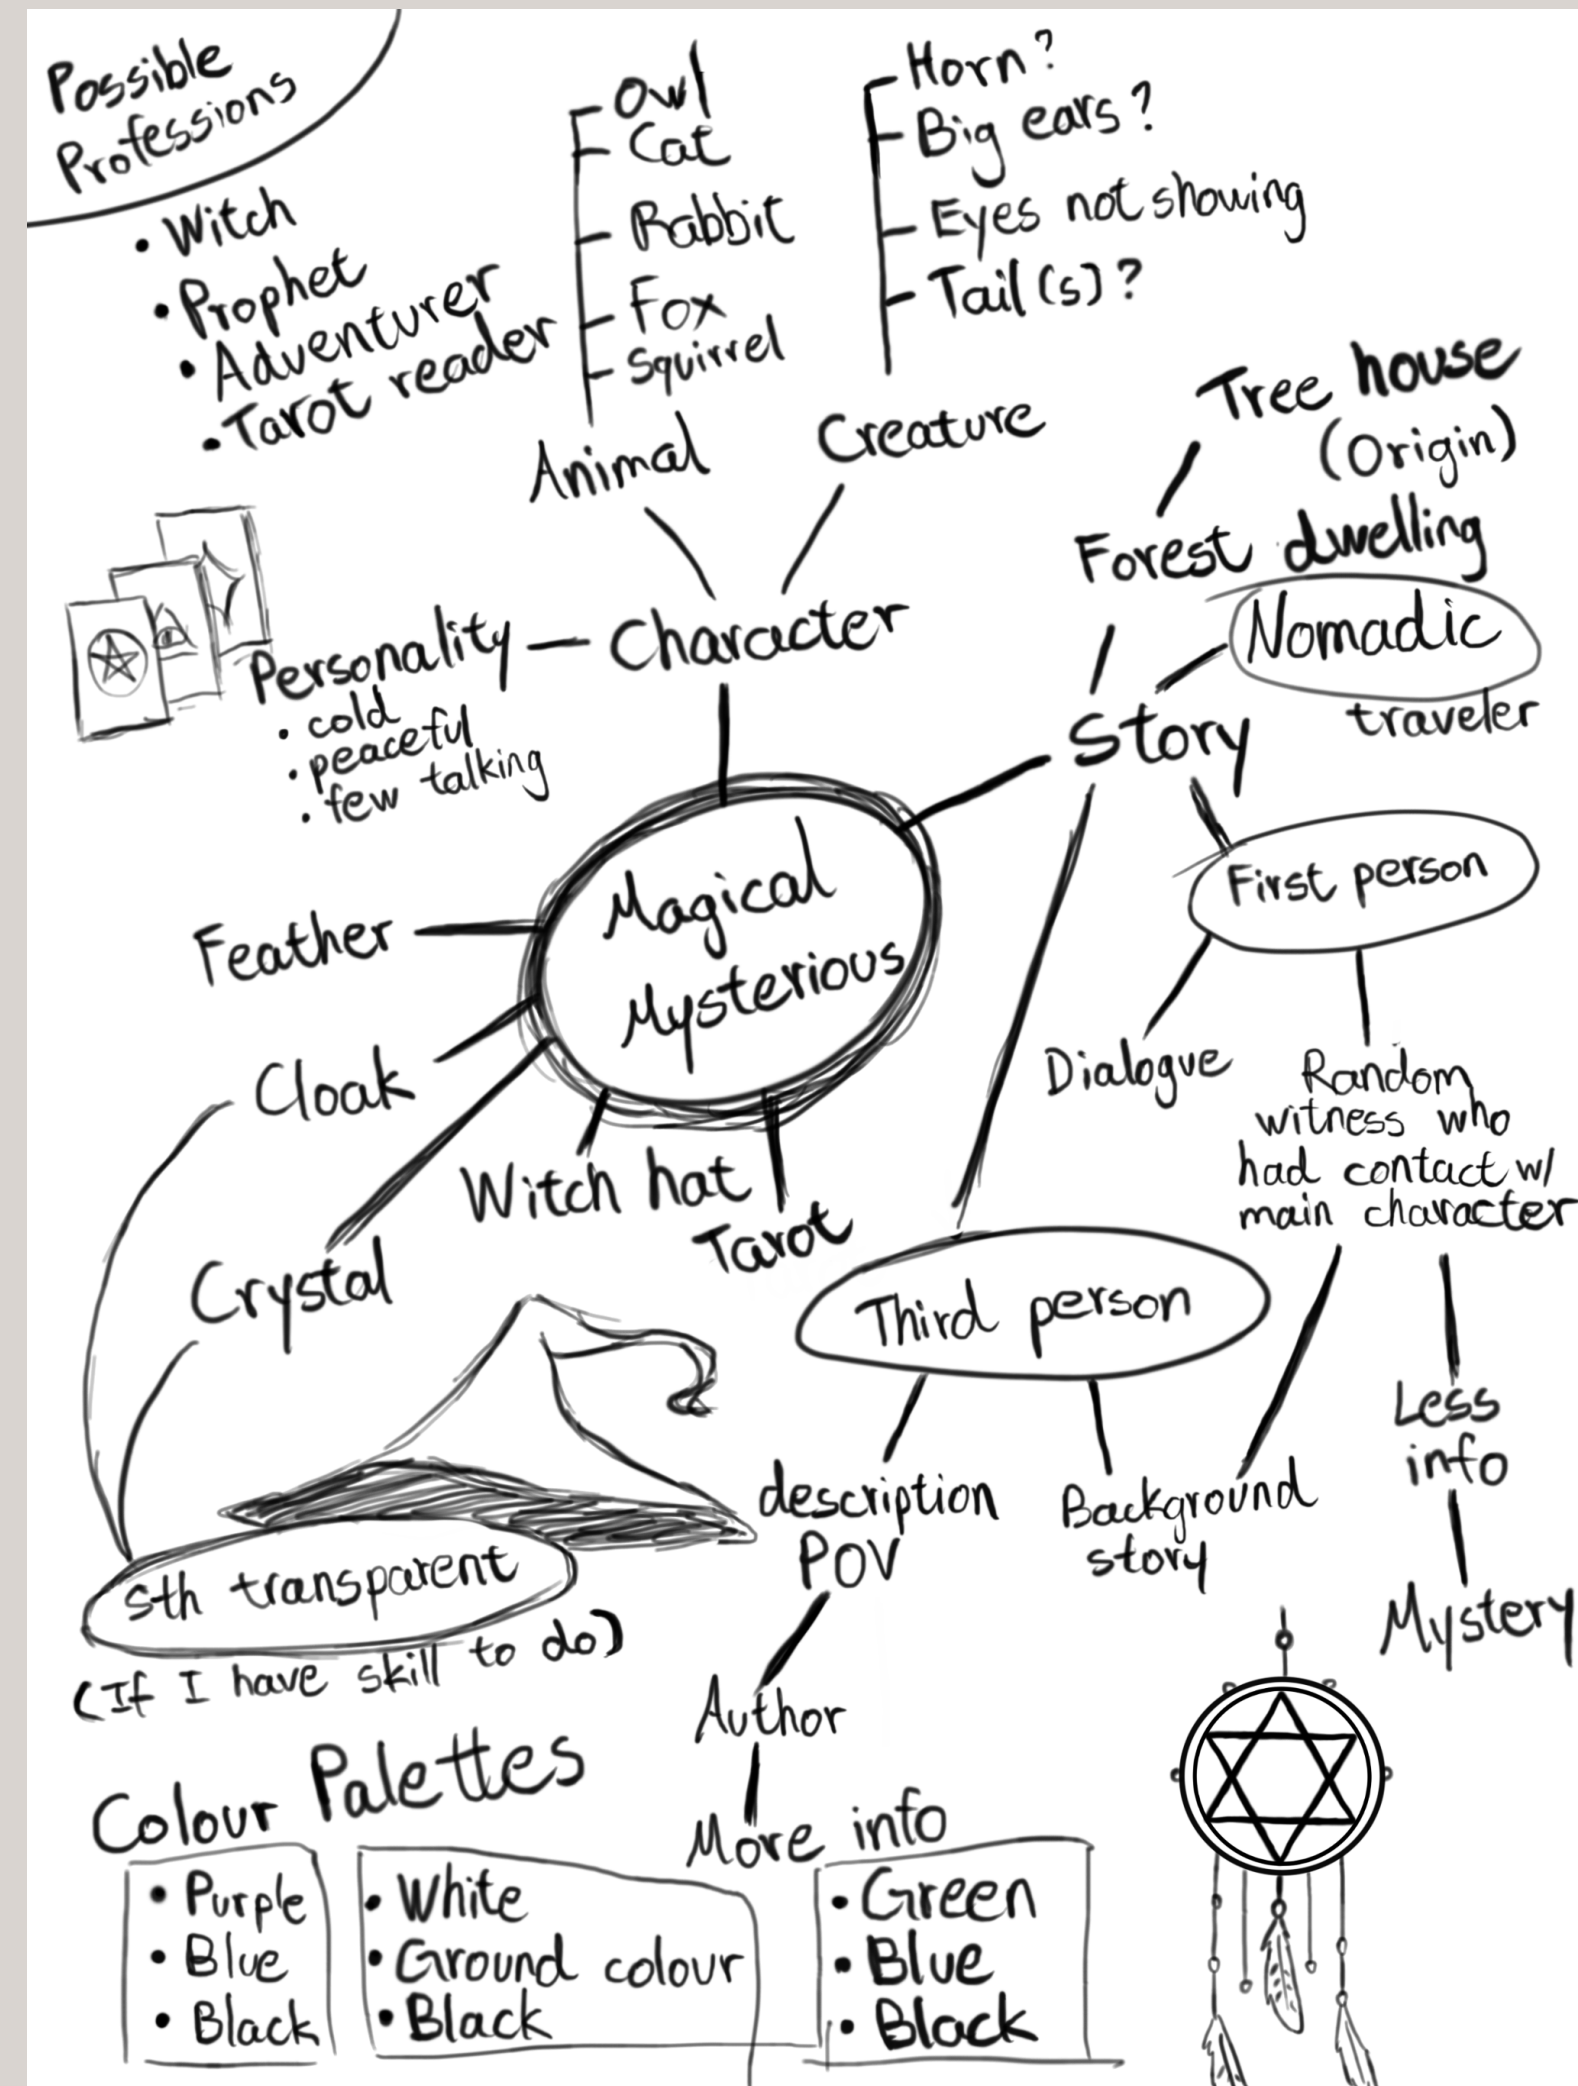 Possible
Professions
• Witch
• Prophet
• Adventurer
• Tarot reader
Owl
Cat
Rabbit
Fox
Squirrel
Animal
Horn?
Big ears?
Eyes not showing
Tail(s)?
Creature
Tree house
(Origin)
Forest dwelling
Nomadic
traveler
Personality
• cold
• peaceful
• few talking
Character
Story
First person
Magical
Mysterious
Feather
Cloak
Crystal
Witch hat
Tarot
Dialogue
Random
witness who
had contact w/
main character
Third person
Less
info
Mystery
description
POV
Background
story
sth transparent
(If I have skill to do)
Author
More info
Colour Palettes
• Purple
• Blue
• Black
• White
• Ground colour
• Black
• Green
• Blue
• Black